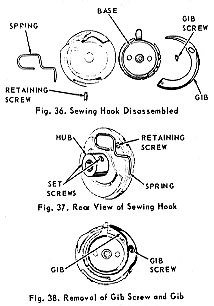 BASE
SPRING
GIB
SCREW
RETAINING
SCREW
GIB
Fig. 36. Sewing Hook Disassembled
HUB
RETAINING
SCREW
SET
SCREWS
SPRING
Fig. 37. Rear View of Sewing Hook
GIB
GIB
SCREW
Fig. 38. Removal of Gib Screw and Gib